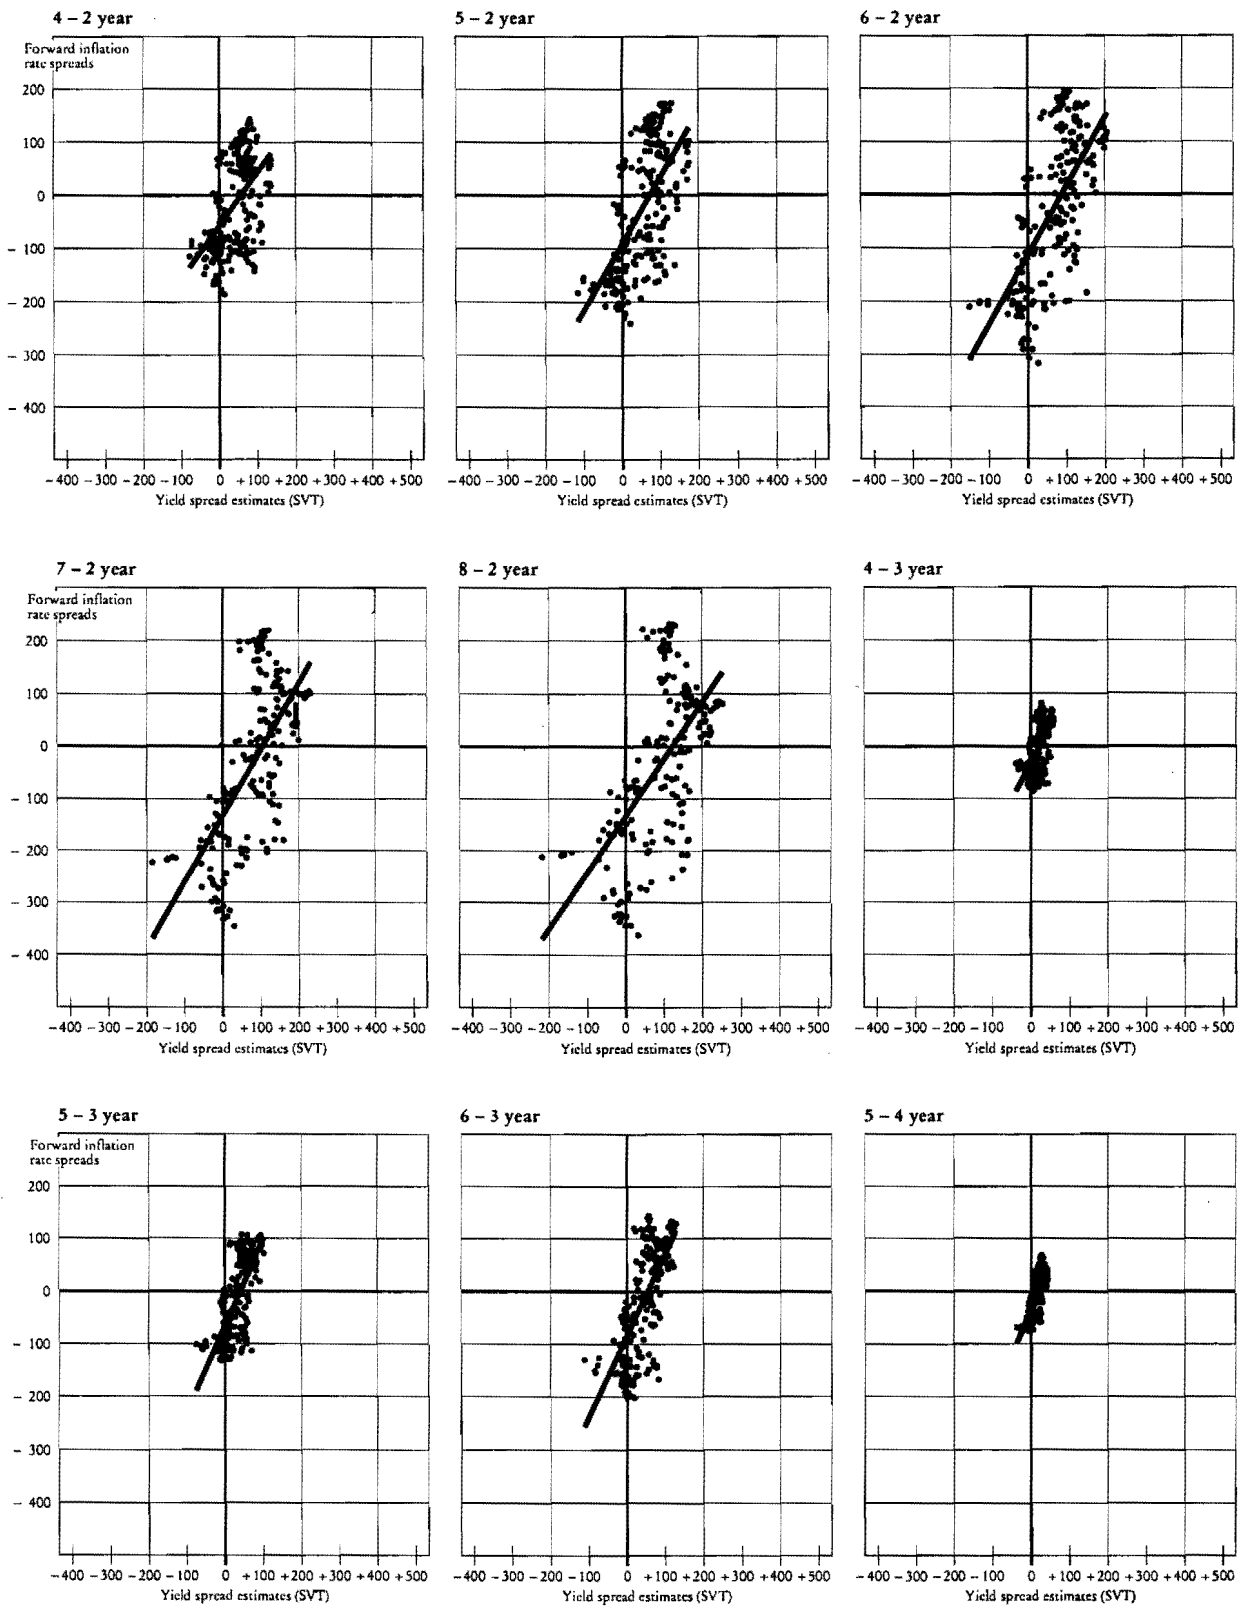 4 – 2 year
5 – 2 year
6 – 2 year
Forward inflation
rate spreads
200
100
0
– 100
– 200
– 300
– 400
– 400 – 300 – 200 – 100 0 +100 +200 +300 +400 +500
Yield spread estimates (SVT)
– 400 – 300 – 200 – 100 0 +100 +200 +300 +400 +500
Yield spread estimates (SVT)
– 400 – 300 – 200 – 100 0 +100 +200 +300 +400 +500
Yield spread estimates (SVT)
7 – 2 year
8 – 2 year
4 – 3 year
Forward inflation
rate spreads
200
100
0
– 100
– 200
– 300
– 400
– 400 – 300 – 200 – 100 0 +100 +200 +300 +400 +500
Yield spread estimates (SVT)
– 400 – 300 – 200 – 100 0 +100 +200 +300 +400 +500
Yield spread estimates (SVT)
– 400 – 300 – 200 – 100 0 +100 +200 +300 +400 +500
Yield spread estimates (SVT)
5 – 3 year
6 – 3 year
5 – 4 year
Forward inflation
rate spreads
200
100
0
– 100
– 200
– 300
– 400
– 400 – 300 – 200 – 100 0 +100 +200 +300 +400 +500
Yield spread estimates (SVT)
– 400 – 300 – 200 – 100 0 +100 +200 +300 +400 +500
Yield spread estimates (SVT)
– 400 – 300 – 200 – 100 0 +100 +200 +300 +400 +500
Yield spread estimates (SVT)